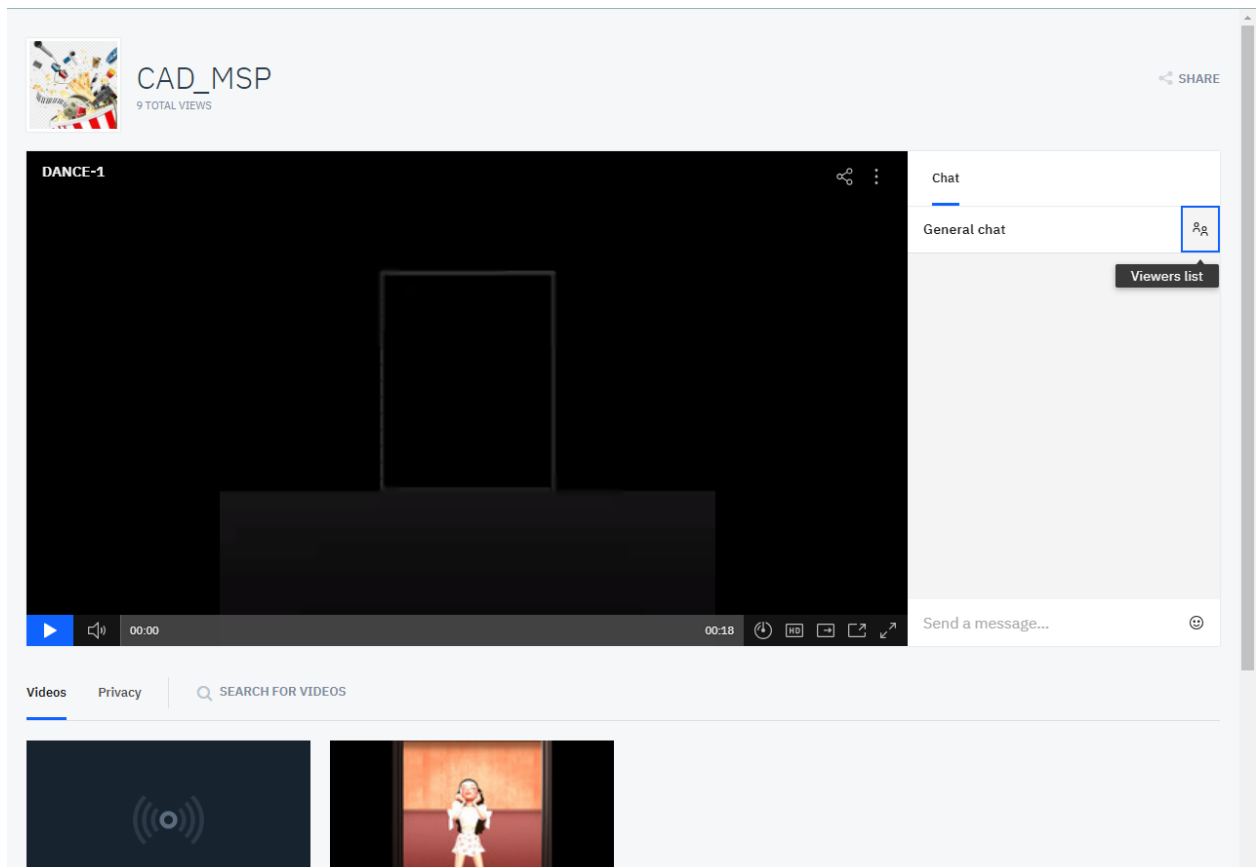 CAD_MSP
9 TOTAL VIEWS
SHARE
DANCE-1
Chat
General chat
Viewers list
00:00
00:18
HD
Send a message...
Videos
Privacy
SEARCH FOR VIDEOS